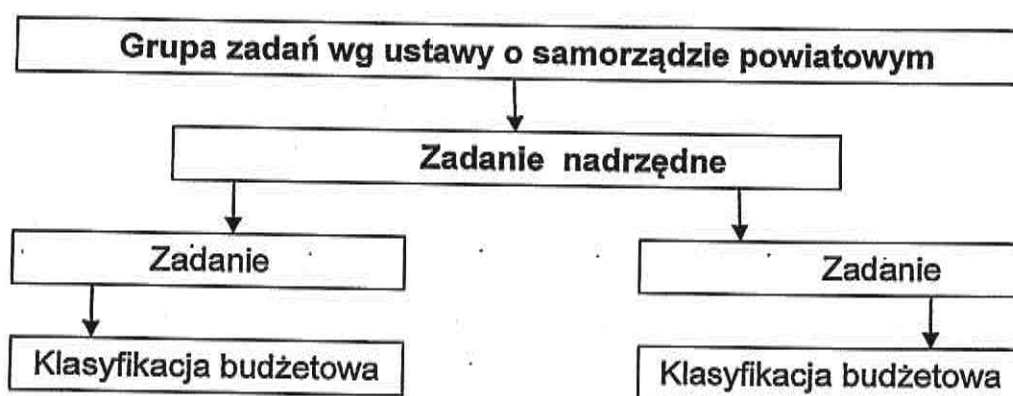 Grupa zadań wg ustawy o samorządzie powiatowym
Zadanie nadrzędne
Zadanie
Zadanie
Klasyfikacja budżetowa
Klasyfikacja budżetowa